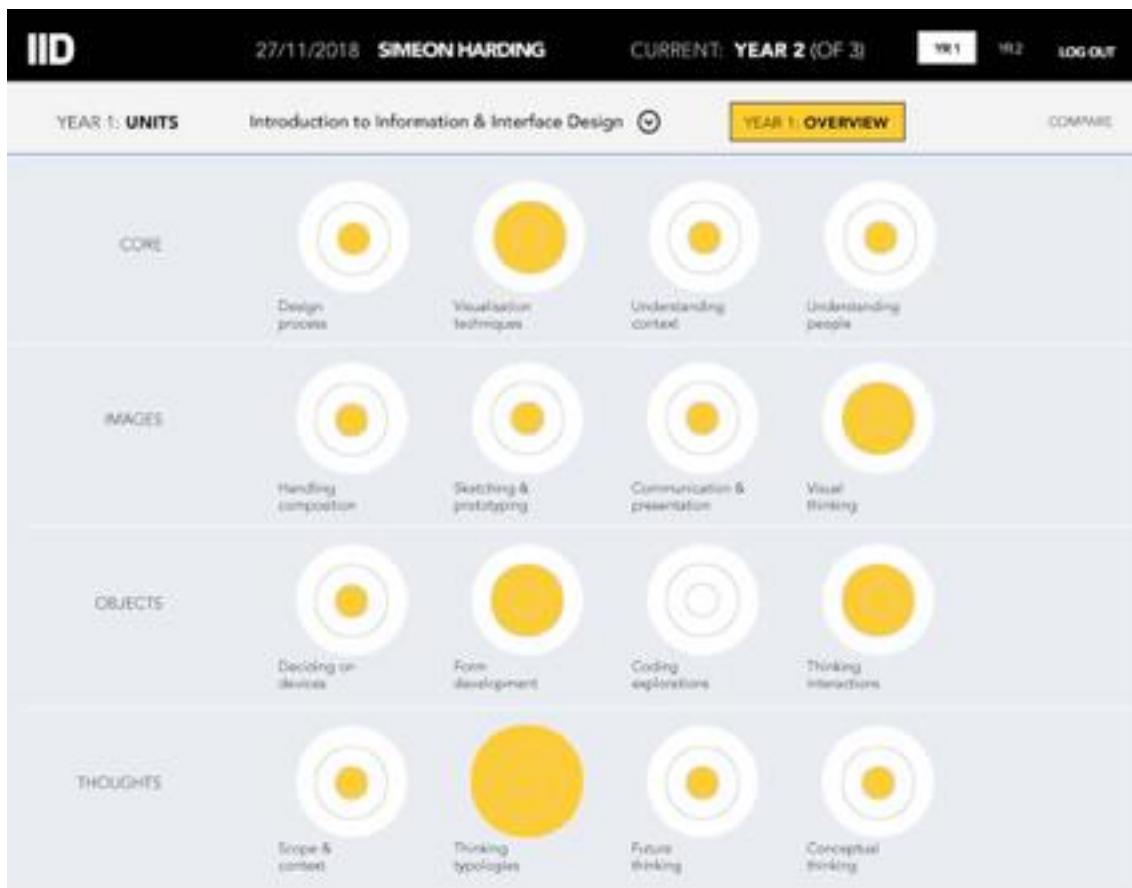 IID
27/11/2018 SIMEON HARDING
CURRENT: YEAR 2 (OF 3)
YR 1
YR 2
LOG OUT
YEAR 1: UNITS
Introduction to Information & Interface Design
YEAR 1: OVERVIEW
COMPARE
CORE
Design
process
Visualisation
techniques
Understanding
context
Understanding
people
IMAGES
Handling
composition
Sketching &
prototyping
Communication &
presentation
Visual
thinking
OBJECTS
Deciding on
devices
Form
development
Coding
explorations
Thinking
interactions
THOUGHTS
Scope &
context
Thinking
typologies
Future
thinking
Conceptual
thinking